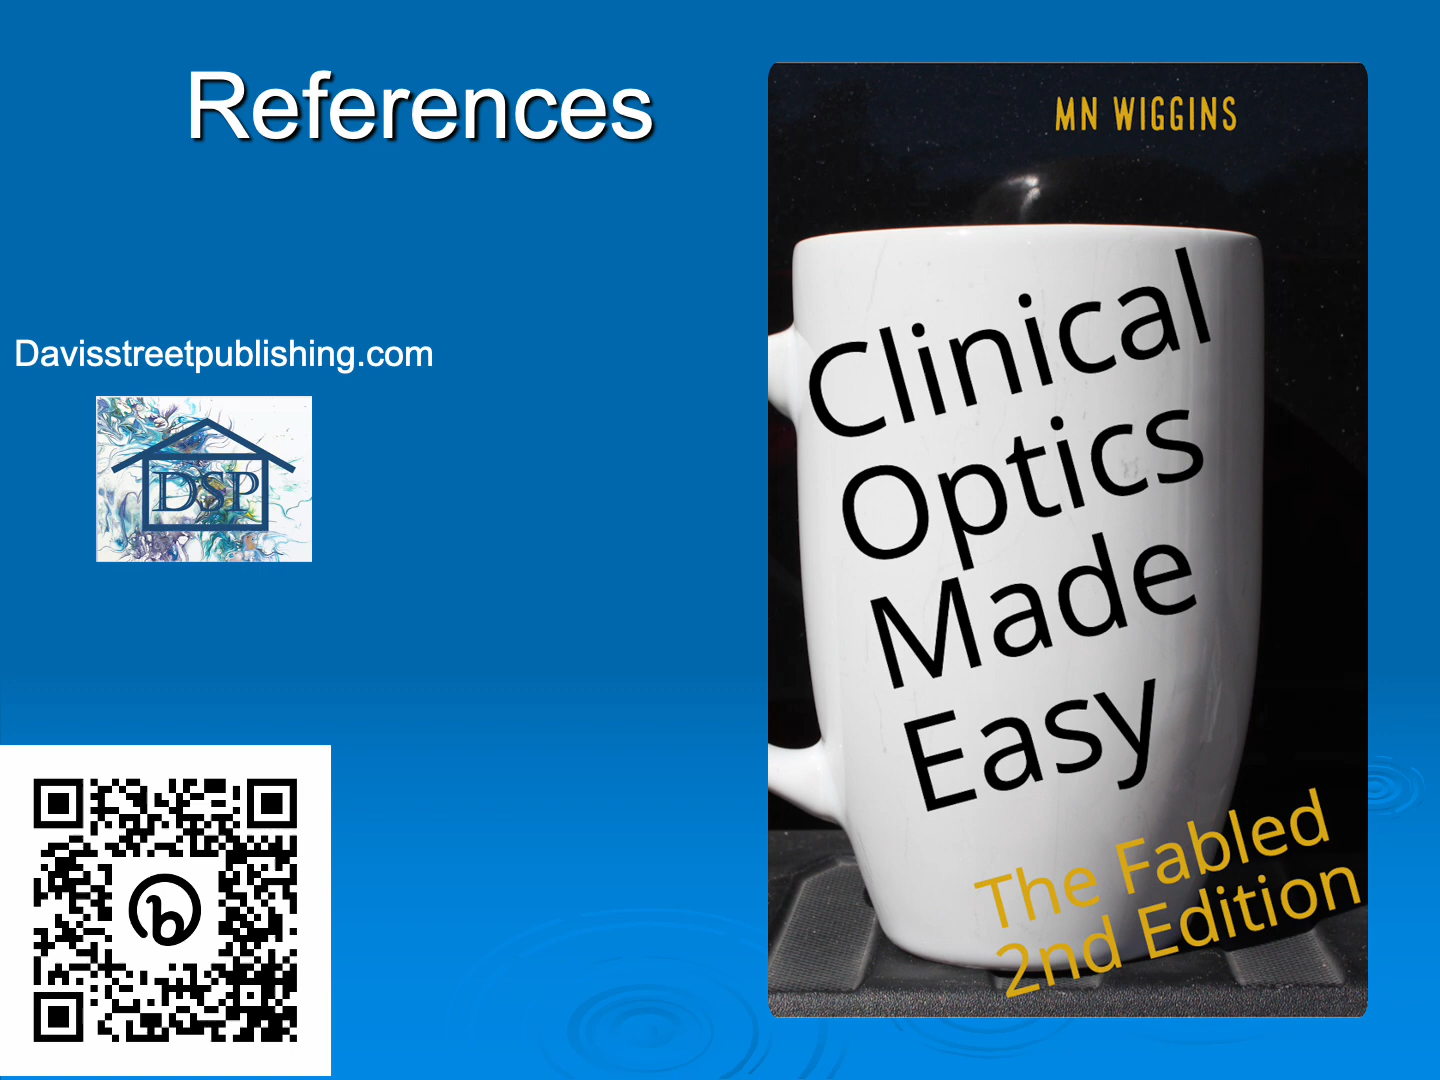 References
Davisstreetpublishing.com
DSP
MN WIGGINS
Clinical
Optics
Made
Easy
The Fabled
2nd Edition